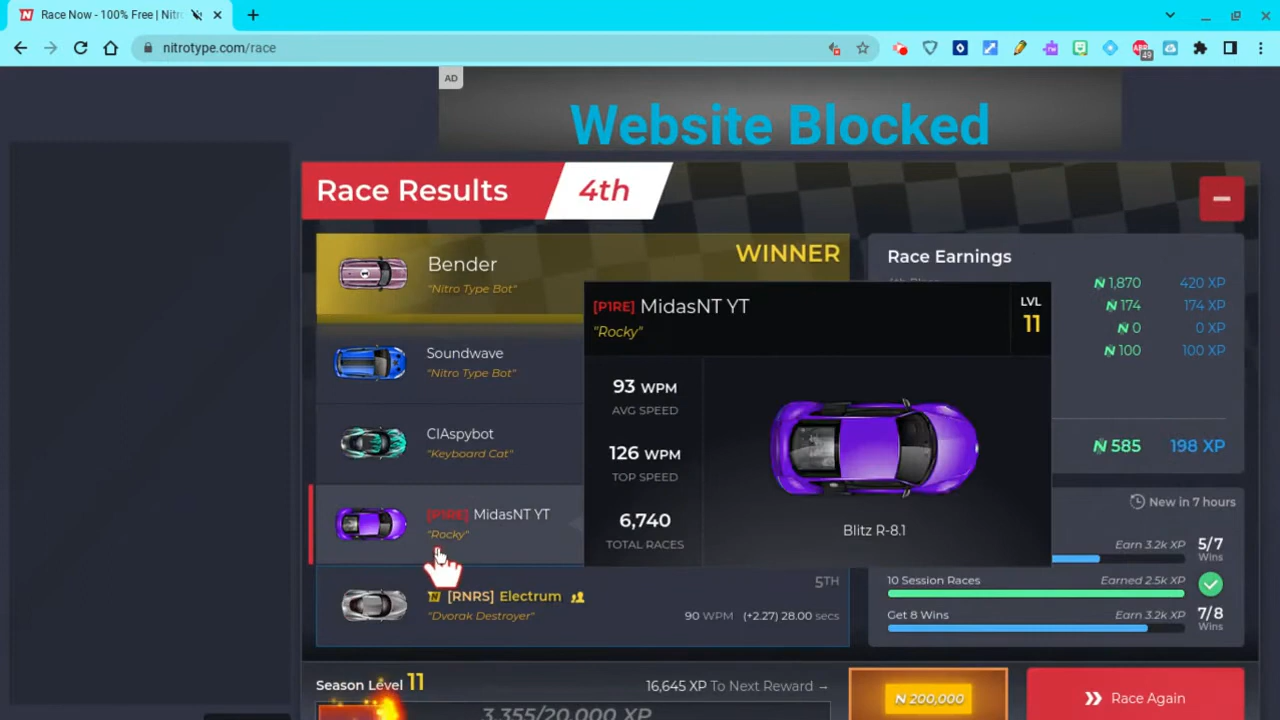 Race Now - 100% Free | Nitro
nitrotype.com/race
49
AD
Website Blocked
Race Results
4th
Bender
"Nitro Type Bot"
WINNER
Soundwave
"Nitro Type Bot"
CIAspybot
"Keyboard Cat"
[P1RE] MidasNT YT
"Rocky"
[RNRS] Electrum
"Dvorak Destroyer"
5TH
90 WPM (+2.27) 28.00 secs
[P1RE] MidasNT YT
"Rocky"
LVL
11
93 WPM
AVG SPEED
126 WPM
TOP SPEED
6,740
TOTAL RACES
Blitz R-8.1
Race Earnings
N 1,870 420 XP
N 174 174 XP
N 0 0 XP
N 100 100 XP
N 585 198 XP
New in 7 hours
Earn 3.2k XP
5/7
Wins
10 Session Races Earned 2.5k XP
Get 8 Wins Earn 3.2k XP
7/8
Wins
Season Level 11
16,645 XP To Next Reward →
3,355/20,000 XP
N 200,000
Race Again